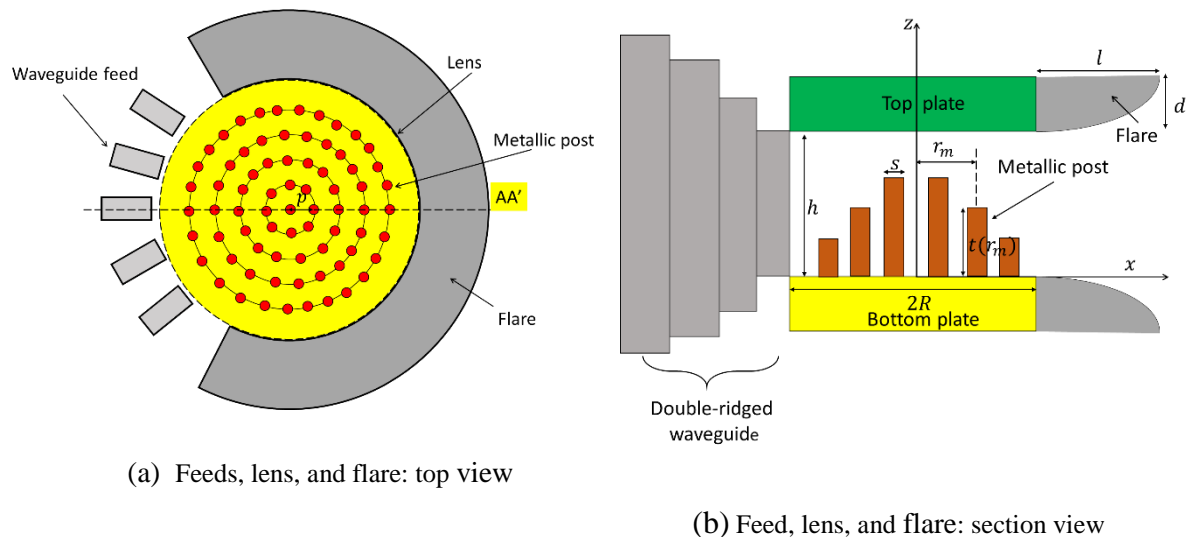 Waveguide feed
Lens
Metallic post
p
AA’
Flare
(a) Feeds, lens, and flare: top view
z
l
Top plate
d
Flare
r_m
s
Metallic post
h
t(r_m)
x
2R
Bottom plate
Double-ridged
waveguide
(b) Feed, lens, and flare: section view